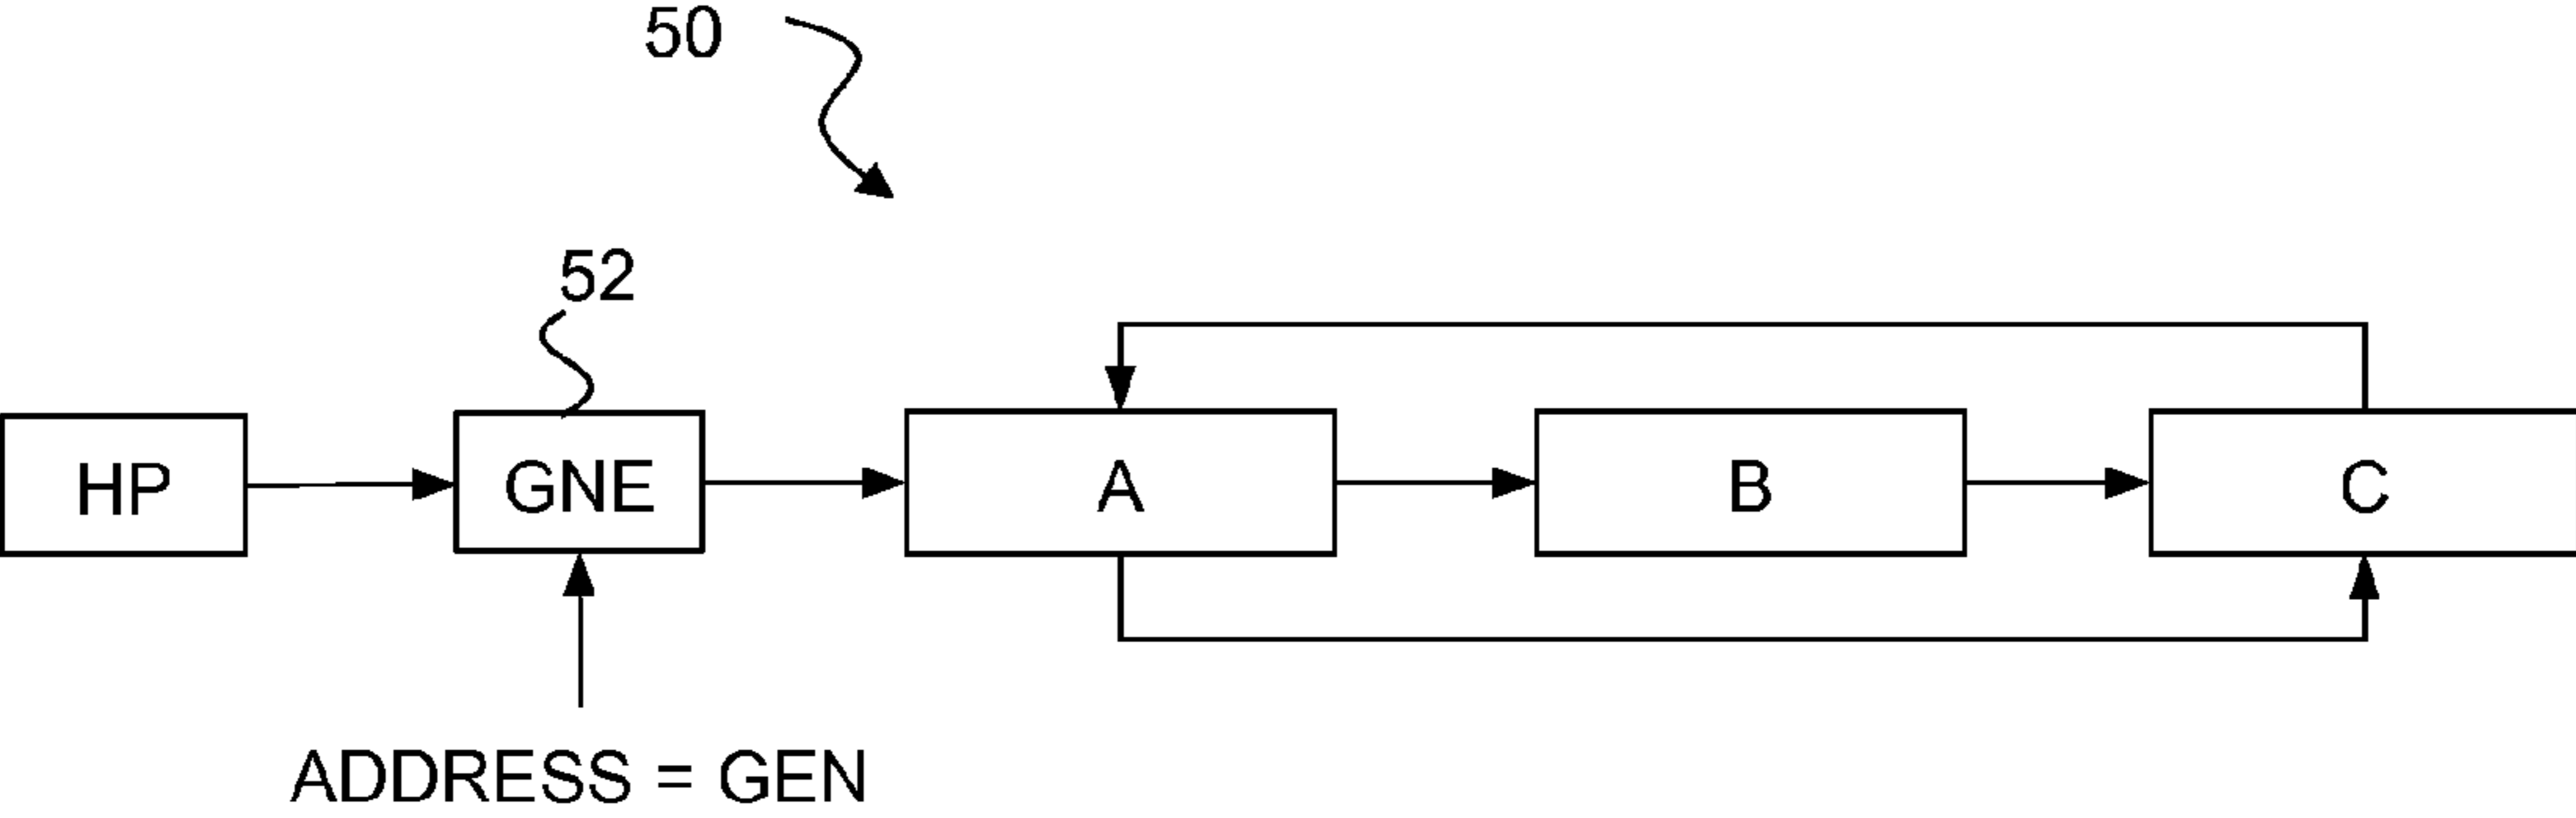 50
52
HP
GNE
A
B
C
ADDRESS = GEN